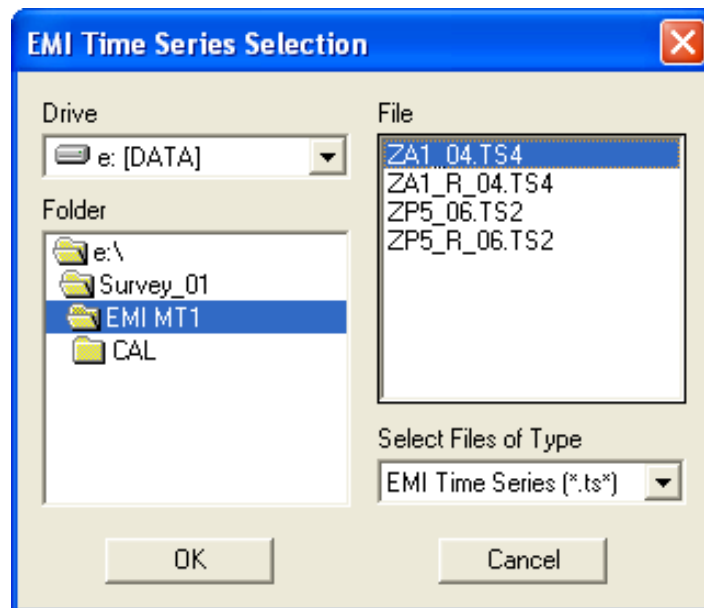 EMI Time Series Selection
Drive
e: [DATA]
Folder
e:\
Survey_01
EMI MT1
CAL
File
ZA1_04.TS4
ZA1_R_04.TS4
ZP5_06.TS2
ZP5_R_06.TS2
Select Files of Type
EMI Time Series (*.ts*)
OK
Cancel